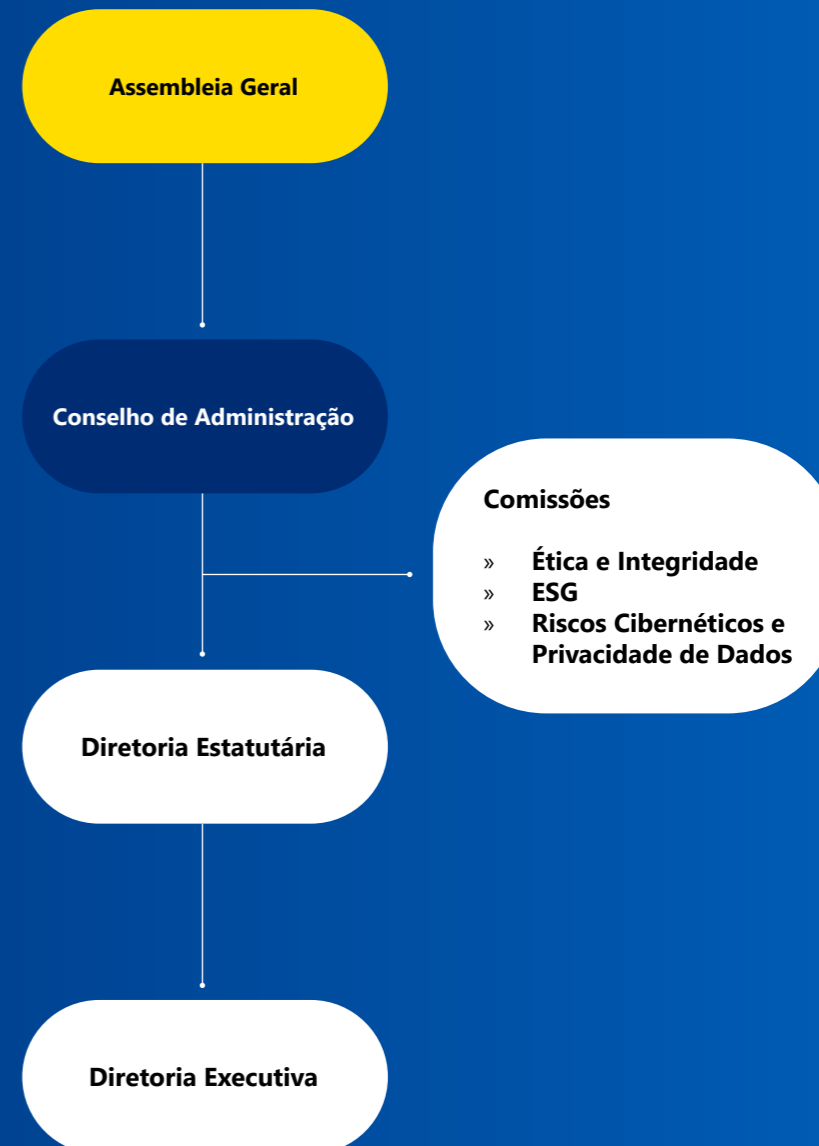 Assembleia Geral
Conselho de Administração
Comissões
» Ética e Integridade
» ESG
» Riscos Cibernéticos e
Privacidade de Dados
Diretoria Estatutária
Diretoria Executiva